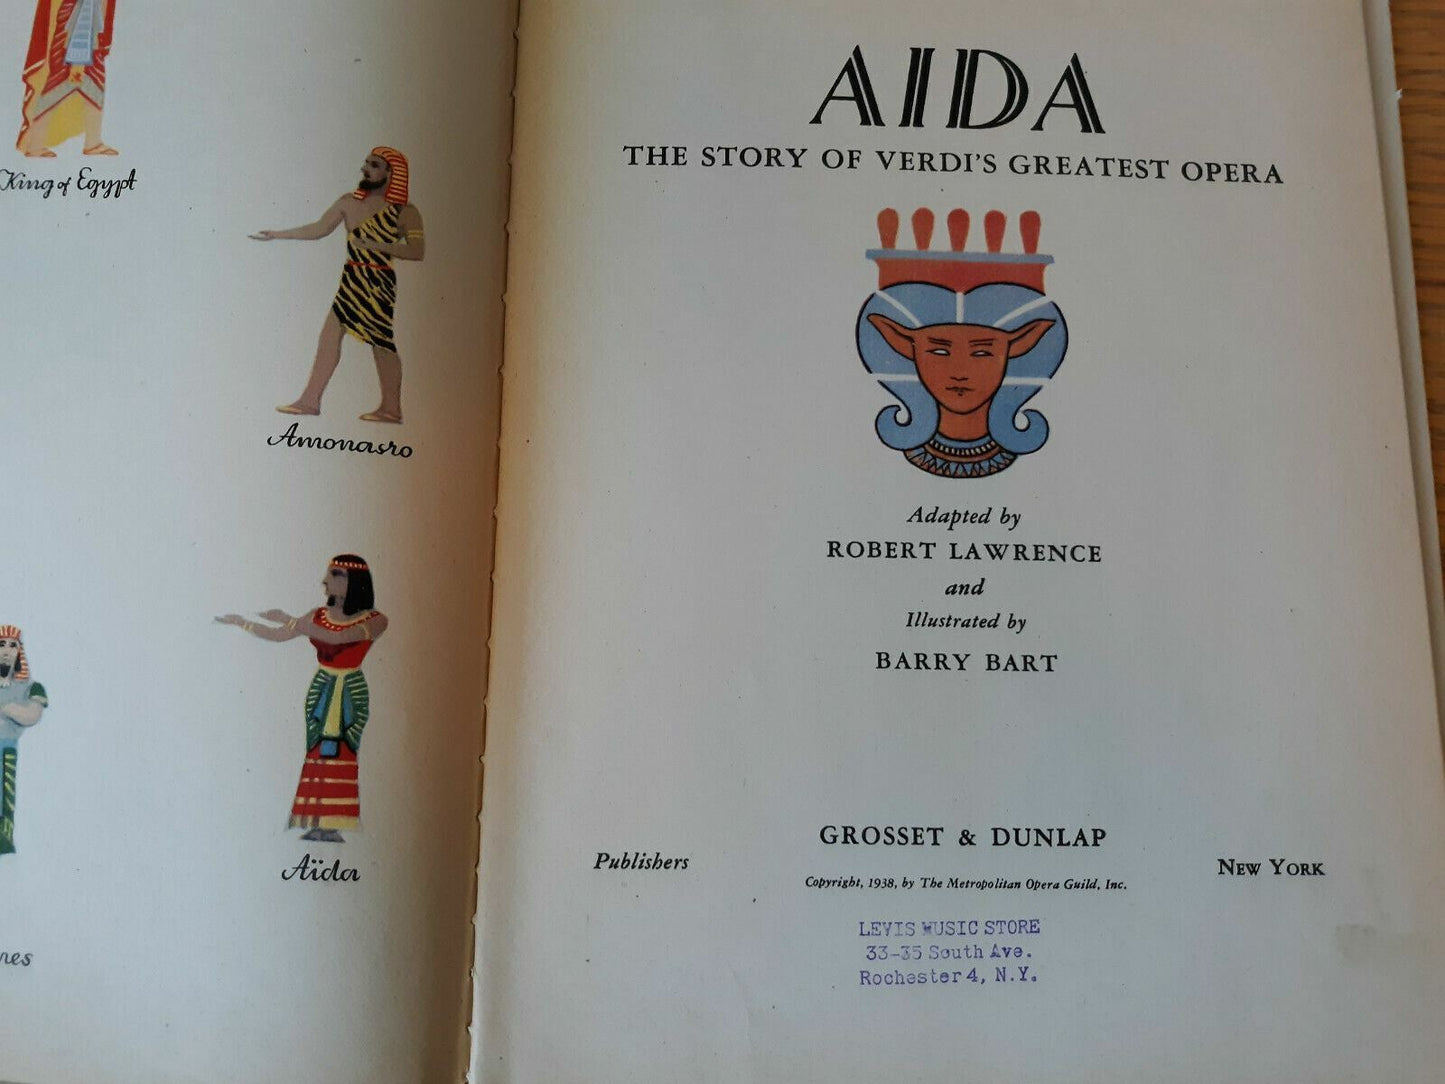 King of Egypt
Amonasro
Aïda
AIDA
THE STORY OF VERDI'S GREATEST OPERA
Adapted by
ROBERT LAWRENCE
and
Illustrated by
BARRY BART
GROSSET & DUNLAP
Publishers
NEW YORK
Copyright, 1938, by The Metropolitan Opera Guild, Inc.
LEVIS MUSIC STORE
33-35 South Ave.
Rochester 4, N.Y.